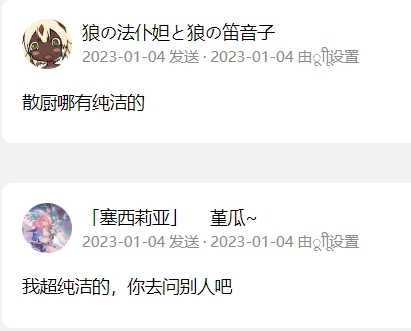 狼の法仆妲と狼の笛音子
2023-01-04 发送 · 2023-01-04 由设置
散厨哪有纯洁的
「塞西莉亚」 堇瓜~
2023-01-04 发送 · 2023-01-04 由设置
我超纯洁的，你去问别人吧